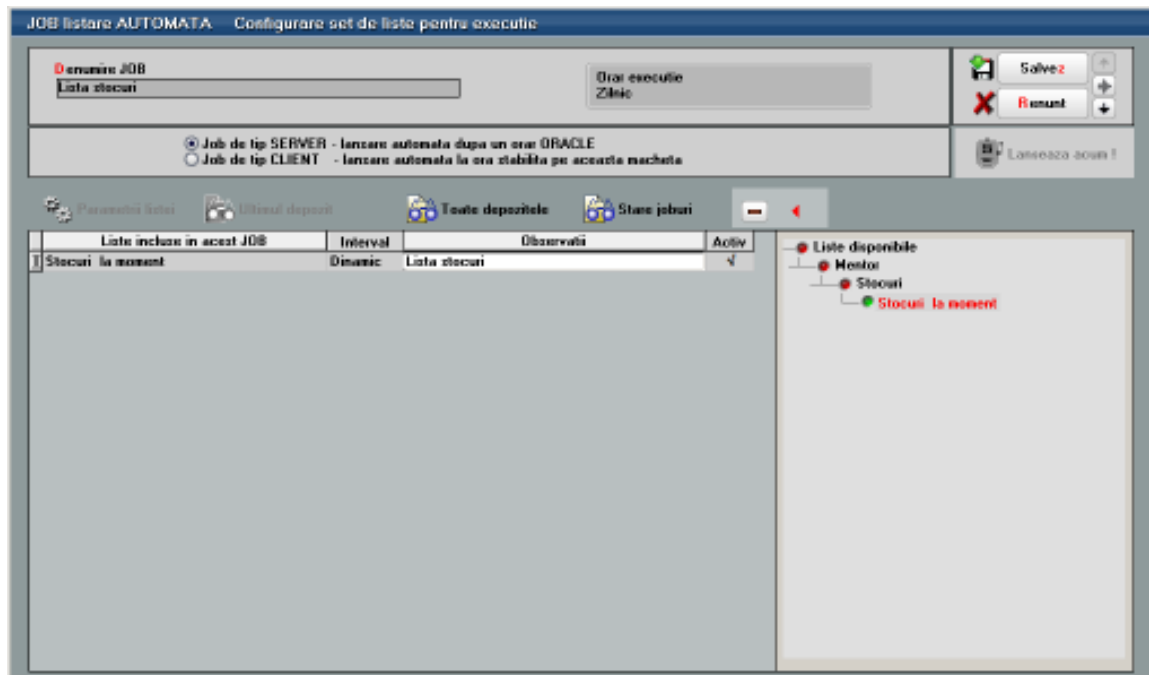 JOB listare AUTOMATA Configurare set de liste pentru executie
Denumire JOB
Lista stocuri
Orar executie
Zilnic
Salvez
Renunt
Job de tip SERVER - lansare automata dupa un orar ORACLE
Job de tip CLIENT - lansare automata la ora stabilita pe aceasta macheta
Lanseaza acum !
Parametrii listei
Ultimul depozit
Toate depozitele
Stare joburi
Liste incluse in acest JOB Interval Observatii Activ
Stocuri la moment Dinamic Lista stocuri √
Liste disponibile
Mentor
Stocuri
Stocuri la moment